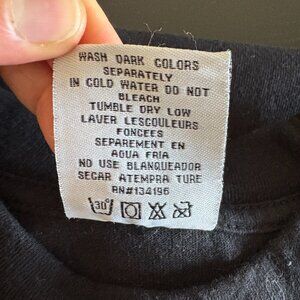 WASH DARK COLORS
SEPARATELY
IN COLD WATER DO NOT
BLEACH
TUMBLE DRY LOW
LAUER LESCOULEURS
FONCEES
SEPAREMENT EN
AGUA FRIA
NO USE BLANQUEADOR
SECAR ATEMPRA TURE
RN#134196
30°